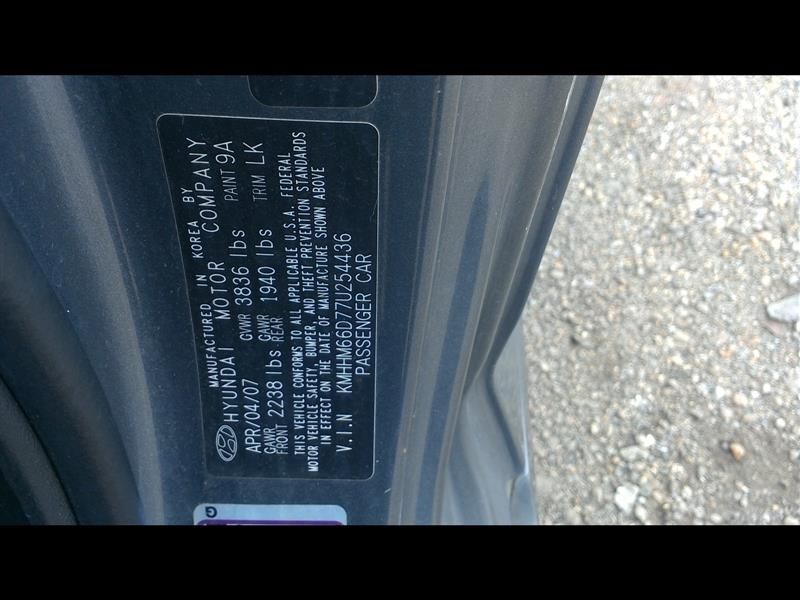 MANUFACTURED IN KOREA BY
HYUNDAI MOTOR COMPANY
APR/04/07 GVWR 3836 lbs PAINT 9A
GAWR FRONT 2238 lbs GAWR REAR 1940 lbs TRIM LK
THIS VEHICLE CONFORMS TO ALL APPLICABLE U.S.A. FEDERAL
MOTOR VEHICLE SAFETY, BUMPER, AND THEFT PREVENTION STANDARDS
IN EFFECT ON THE DATE OF MANUFACTURE SHOWN ABOVE
V.I.N KMHHM66D77U254436
PASSENGER CAR